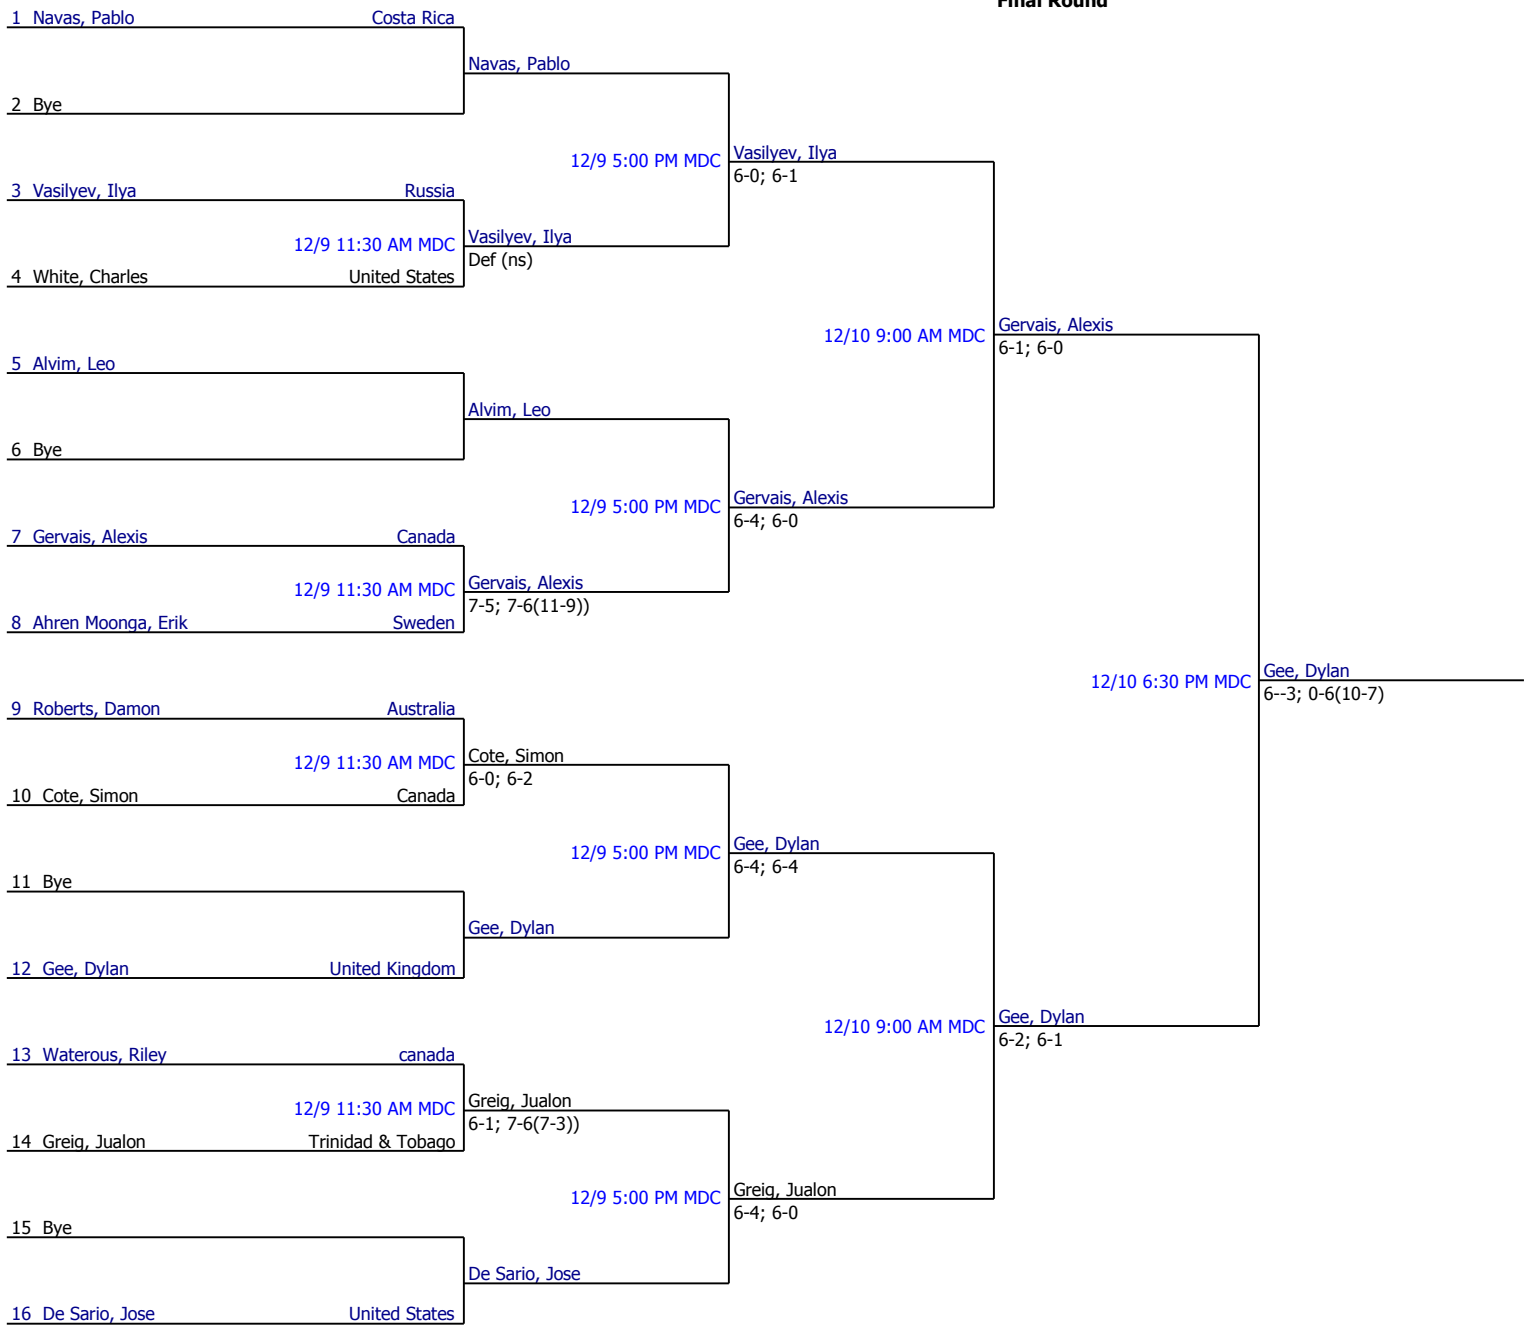 Final Round
1 Navas, Pablo Costa Rica
Navas, Pablo
2 Bye
12/9 5:00 PM MDC Vasilyev, Ilya
6-0; 6-1
3 Vasilyev, Ilya Russia
12/9 11:30 AM MDC Vasilyev, Ilya
Def (ns)
4 White, Charles United States
12/10 9:00 AM MDC Gervais, Alexis
6-1; 6-0
5 Alvim, Leo
Alvim, Leo
6 Bye
12/9 5:00 PM MDC Gervais, Alexis
6-4; 6-0
7 Gervais, Alexis Canada
12/9 11:30 AM MDC Gervais, Alexis
7-5; 7-6(11-9))
8 Ahren Moonga, Erik Sweden
12/10 6:30 PM MDC Gee, Dylan
6--3; 0-6(10-7)
9 Roberts, Damon Australia
12/9 11:30 AM MDC Cote, Simon
6-0; 6-2
10 Cote, Simon Canada
12/9 5:00 PM MDC Gee, Dylan
6-4; 6-4
11 Bye
Gee, Dylan
12 Gee, Dylan United Kingdom
12/10 9:00 AM MDC Gee, Dylan
6-2; 6-1
13 Waterous, Riley canada
12/9 11:30 AM MDC Greig, Jualon
6-1; 7-6(7-3))
14 Greig, Jualon Trinidad & Tobago
12/9 5:00 PM MDC Greig, Jualon
6-4; 6-0
15 Bye
De Sario, Jose
16 De Sario, Jose United States